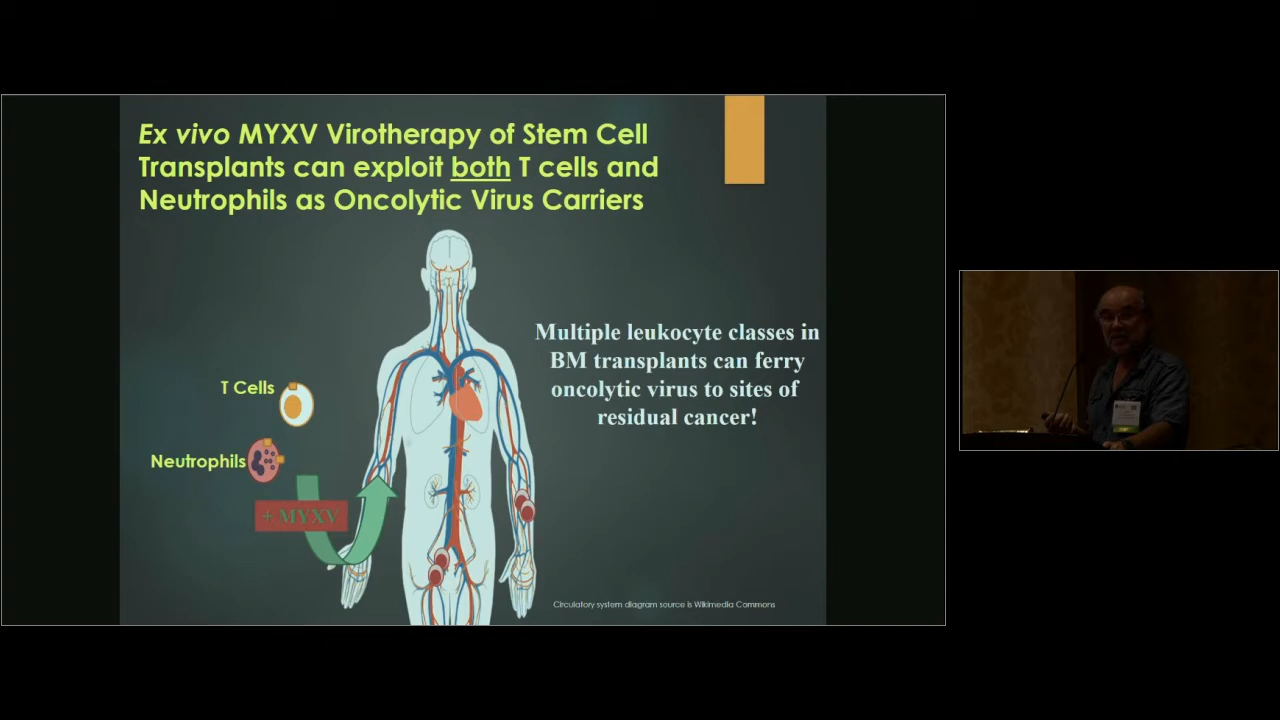 Ex vivo MYXV Virotherapy of Stem Cell
Transplants can exploit both T cells and
Neutrophils as Oncolytic Virus Carriers
Multiple leukocyte classes in
BM transplants can ferry
oncolytic virus to sites of
residual cancer!
T Cells
Neutrophils
+ MYXV
Circulatory system diagram source is Wikimedia Commons